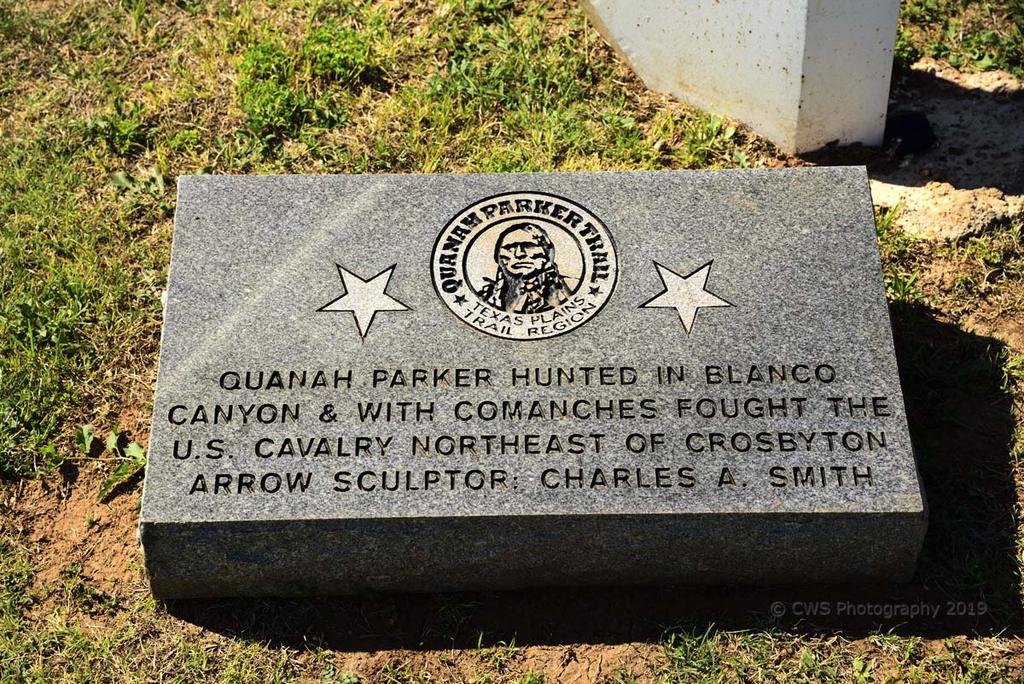 QUANAH PARKER TRAIL
TEXAS PLAINS
TRAIL REGION
QUANAH PARKER HUNTED IN BLANCO
CANYON & WITH COMANCHES FOUGHT THE
U.S. CAVALRY NORTHEAST OF CROSBYTON
ARROW SCULPTOR: CHARLES A. SMITH
© CWS Photography 2019